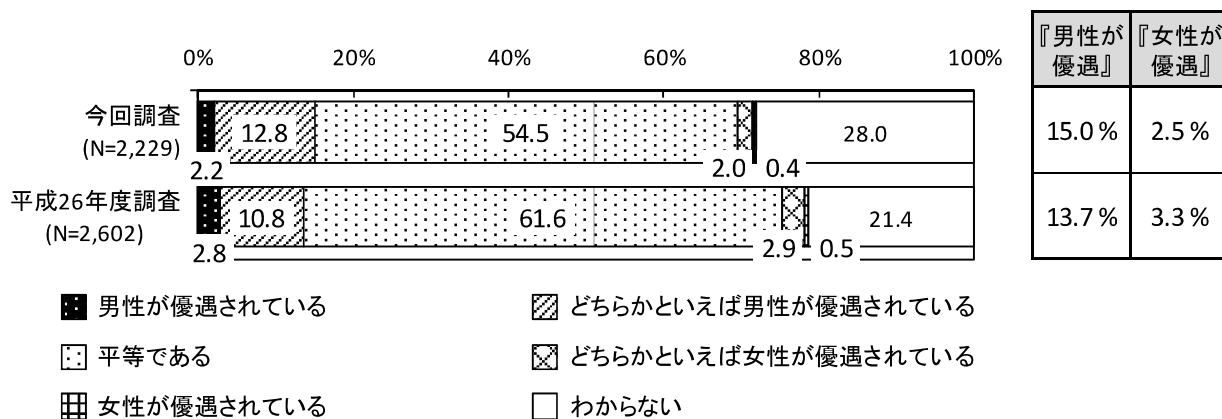 0% 20% 40% 60% 80% 100%
『男性が
優遇』
『女性が
優遇』
今回調査
(N=2,229)
2.2
12.8
54.5
2.0
0.4
28.0
15.0％
2.5％
平成26年度調査
(N=2,602)
2.8
10.8
61.6
2.9
0.5
21.4
13.7％
3.3％
男性が優遇されている
どちらかといえば男性が優遇されている
平等である
どちらかといえば女性が優遇されている
女性が優遇されている
わからない